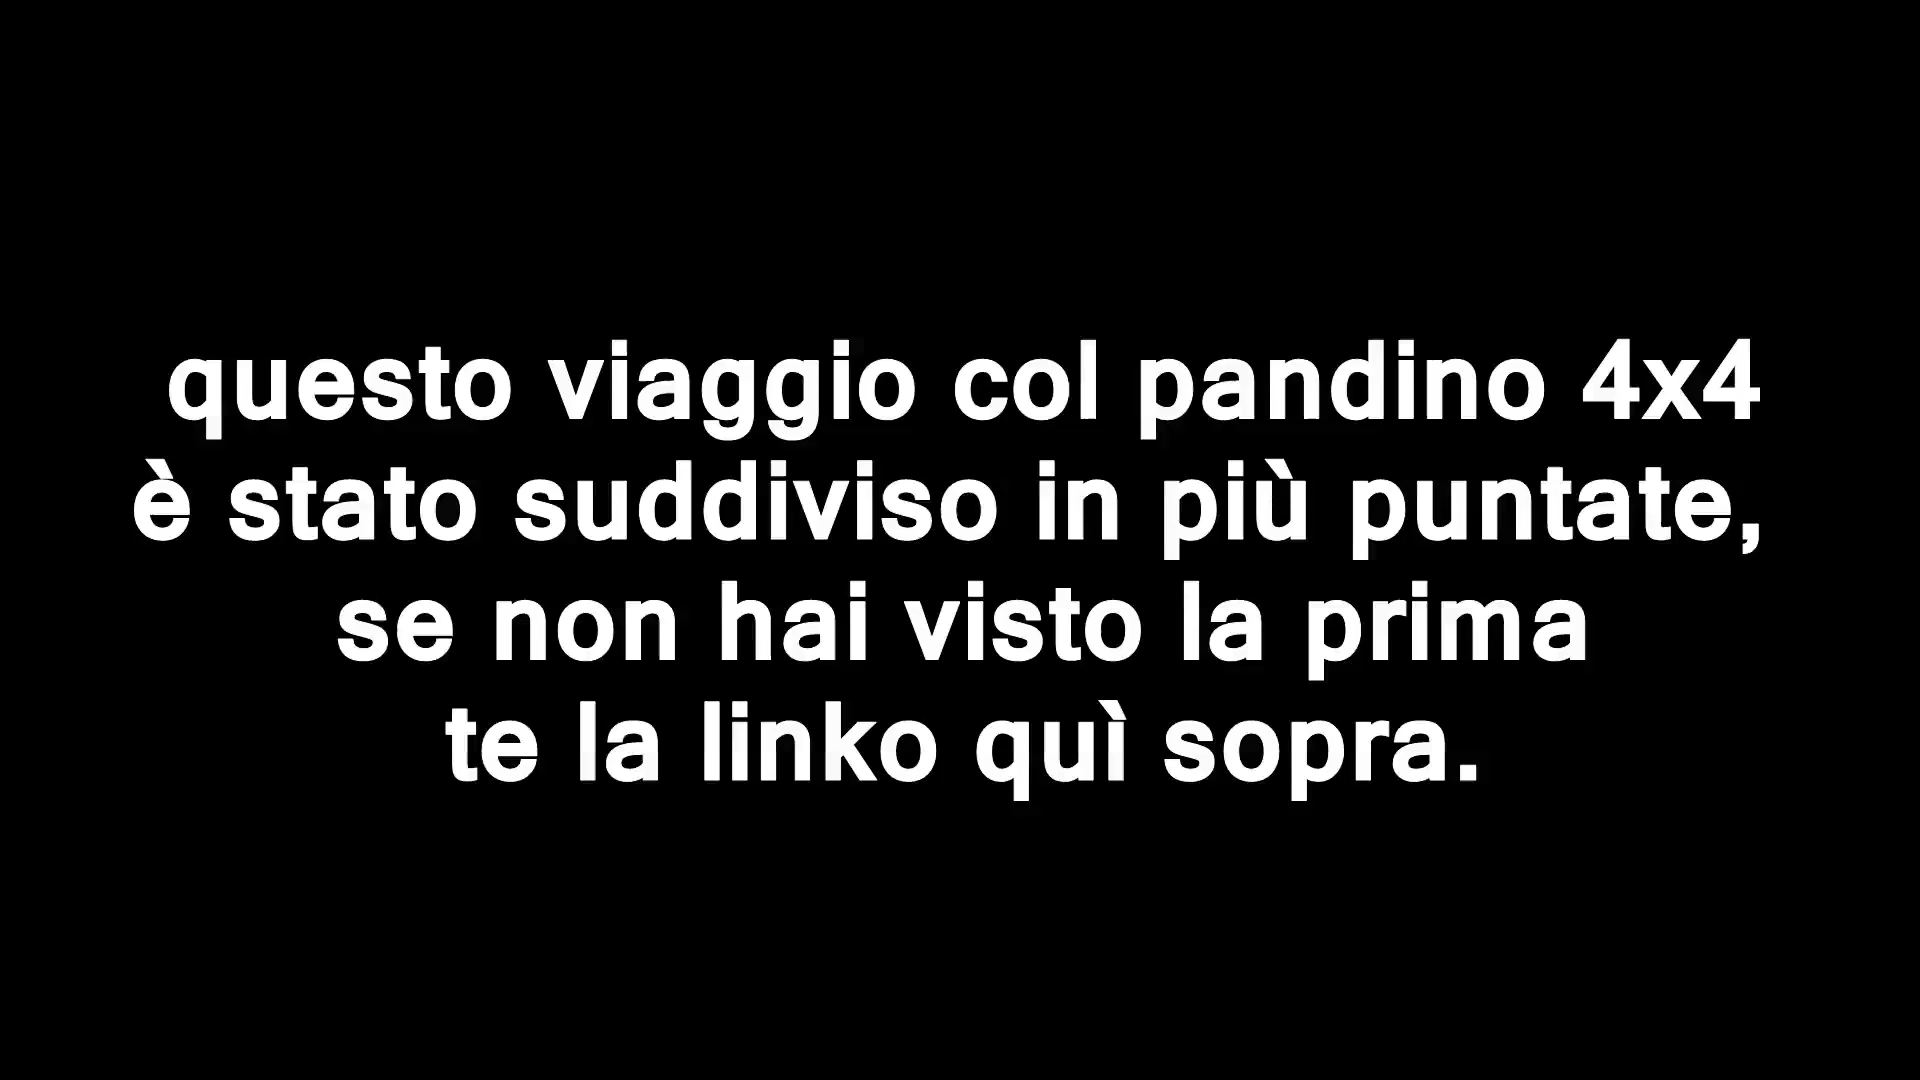 questo viaggio col pandino 4x4
è stato suddiviso in più puntate,
se non hai visto la prima
te la linko quì sopra.